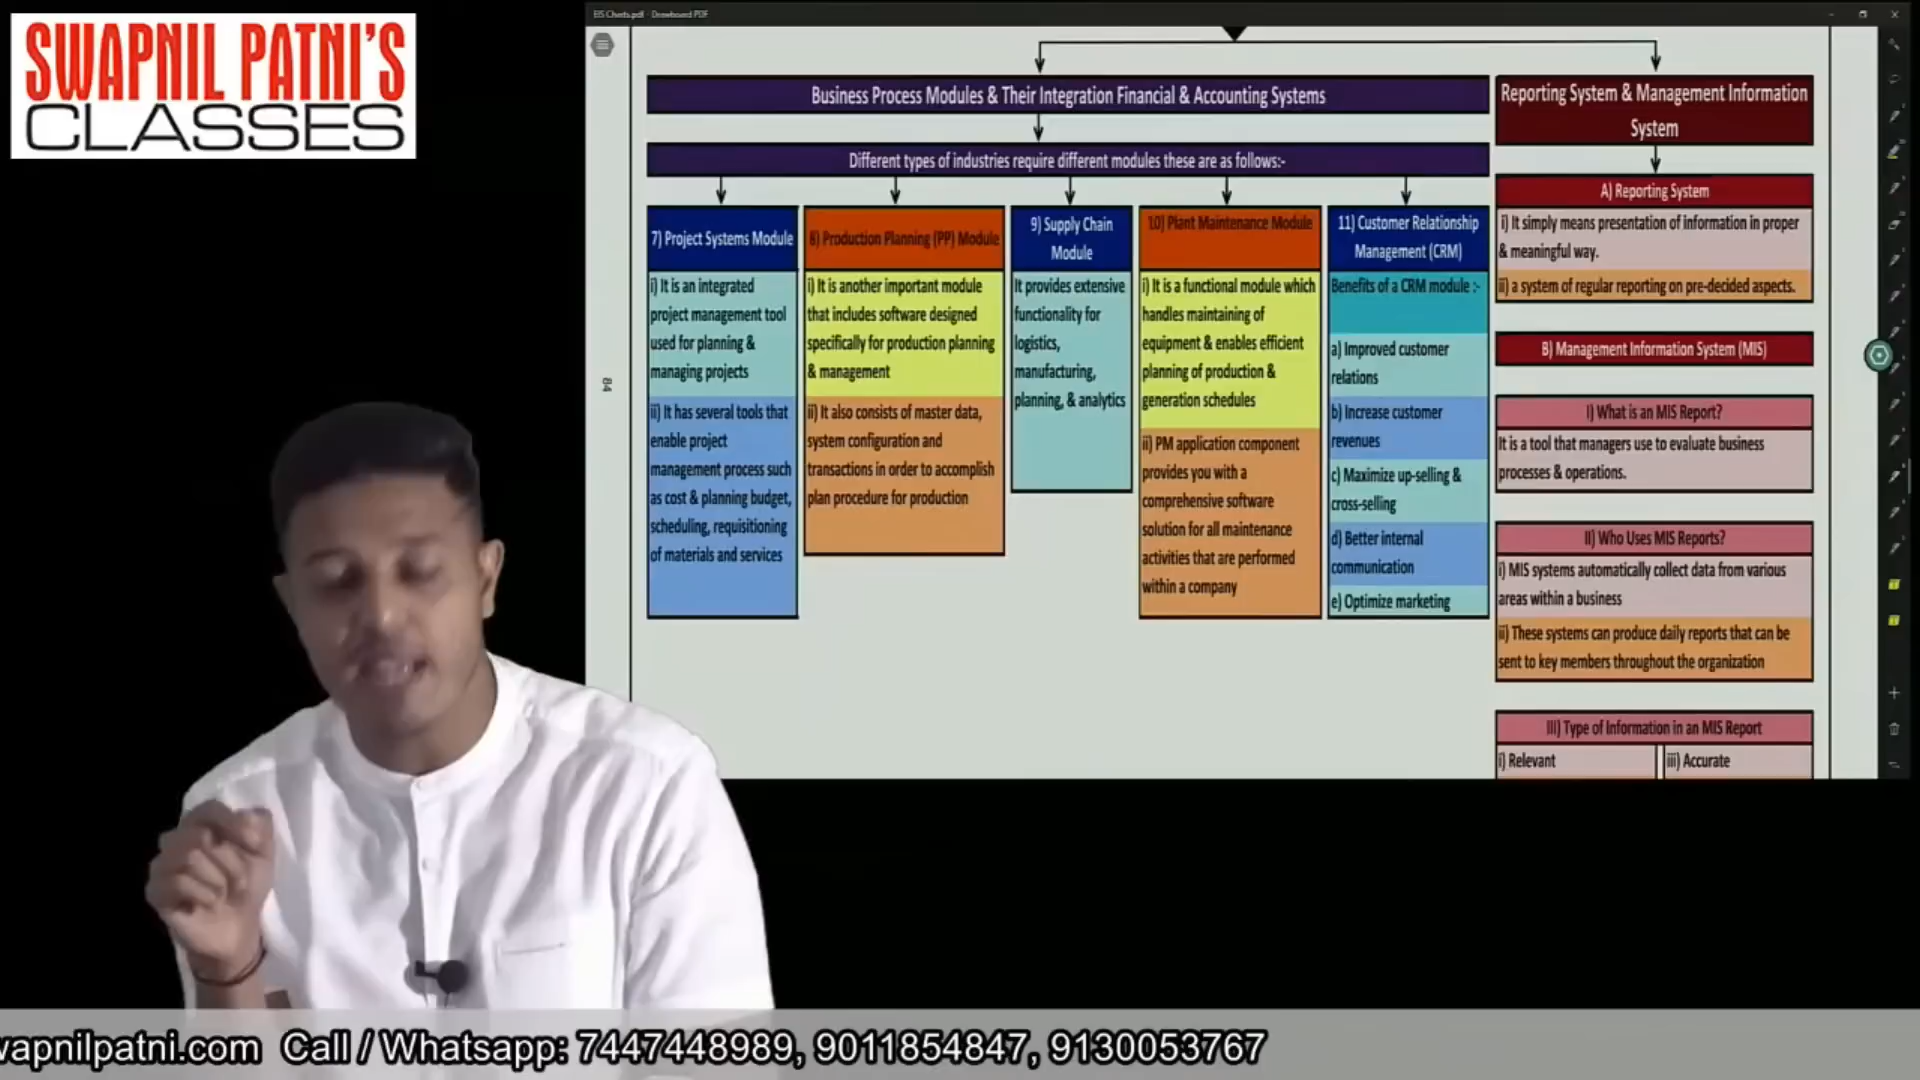 SWAPNIL PATNI'S
CLASSES
EIS Charts.pdf - Drawboard PDF
84
Business Process Modules & Their Integration Financial & Accounting Systems
Different types of industries require different modules these are as follows:-
7) Project Systems Module
i) It is an integrated
project management tool
used for planning &
managing projects
ii) It has several tools that
enable project
management process such
as cost & planning budget,
scheduling, requisitioning
of materials and services
8) Production Planning (PP) Module
i) It is another important module
that includes software designed
specifically for production planning
& management
ii) It also consists of master data,
system configuration and
transactions in order to accomplish
plan procedure for production
9) Supply Chain
Module
It provides extensive
functionality for
logistics,
manufacturing,
planning, & analytics
10) Plant Maintenance Module
i) It is a functional module which
handles maintaining of
equipment & enables efficient
planning of production &
generation schedules
ii) PM application component
provides you with a
comprehensive software
solution for all maintenance
activities that are performed
within a company
11) Customer Relationship
Management (CRM)
Benefits of a CRM module :-
a) Improved customer
relations
b) Increase customer
revenues
c) Maximize up-selling &
cross-selling
d) Better internal
communication
e) Optimize marketing
Reporting System & Management Information
System
A) Reporting System
i) It simply means presentation of information in proper
& meaningful way.
ii) a system of regular reporting on pre-decided aspects.
B) Management Information System (MIS)
I) What is an MIS Report?
It is a tool that managers use to evaluate business
processes & operations.
II) Who Uses MIS Reports?
i) MIS systems automatically collect data from various
areas within a business
ii) These systems can produce daily reports that can be
sent to key members throughout the organization
III) Type of Information in an MIS Report
i) Relevant
iii) Accurate
wapnilpatni.com Call / Whatsapp: 7447448989, 9011854847, 9130053767